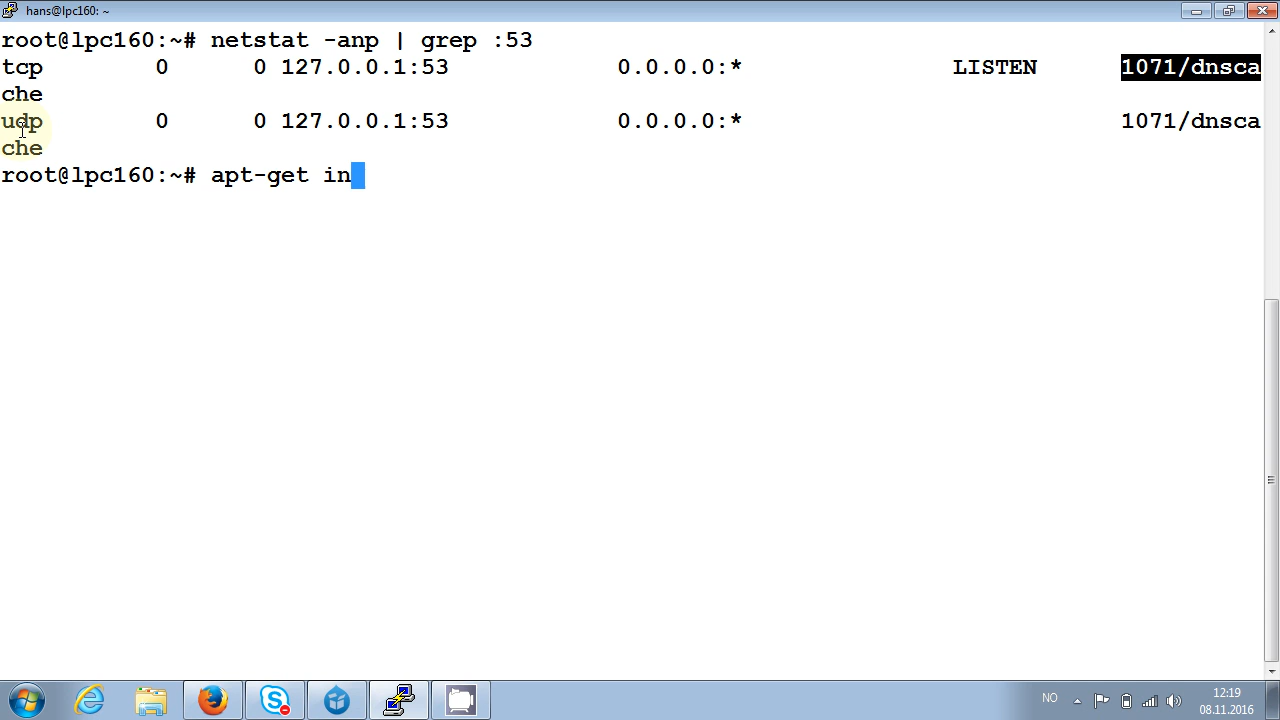 hans@lpc160: ~
root@lpc160:~# netstat -anp | grep :53
tcp        0      0 127.0.0.1:53            0.0.0.0:*               LISTEN      1071/dnsca
che
udp        0      0 127.0.0.1:53            0.0.0.0:*                           1071/dnsca
che
root@lpc160:~# apt-get in
NO
12:19
08.11.2016